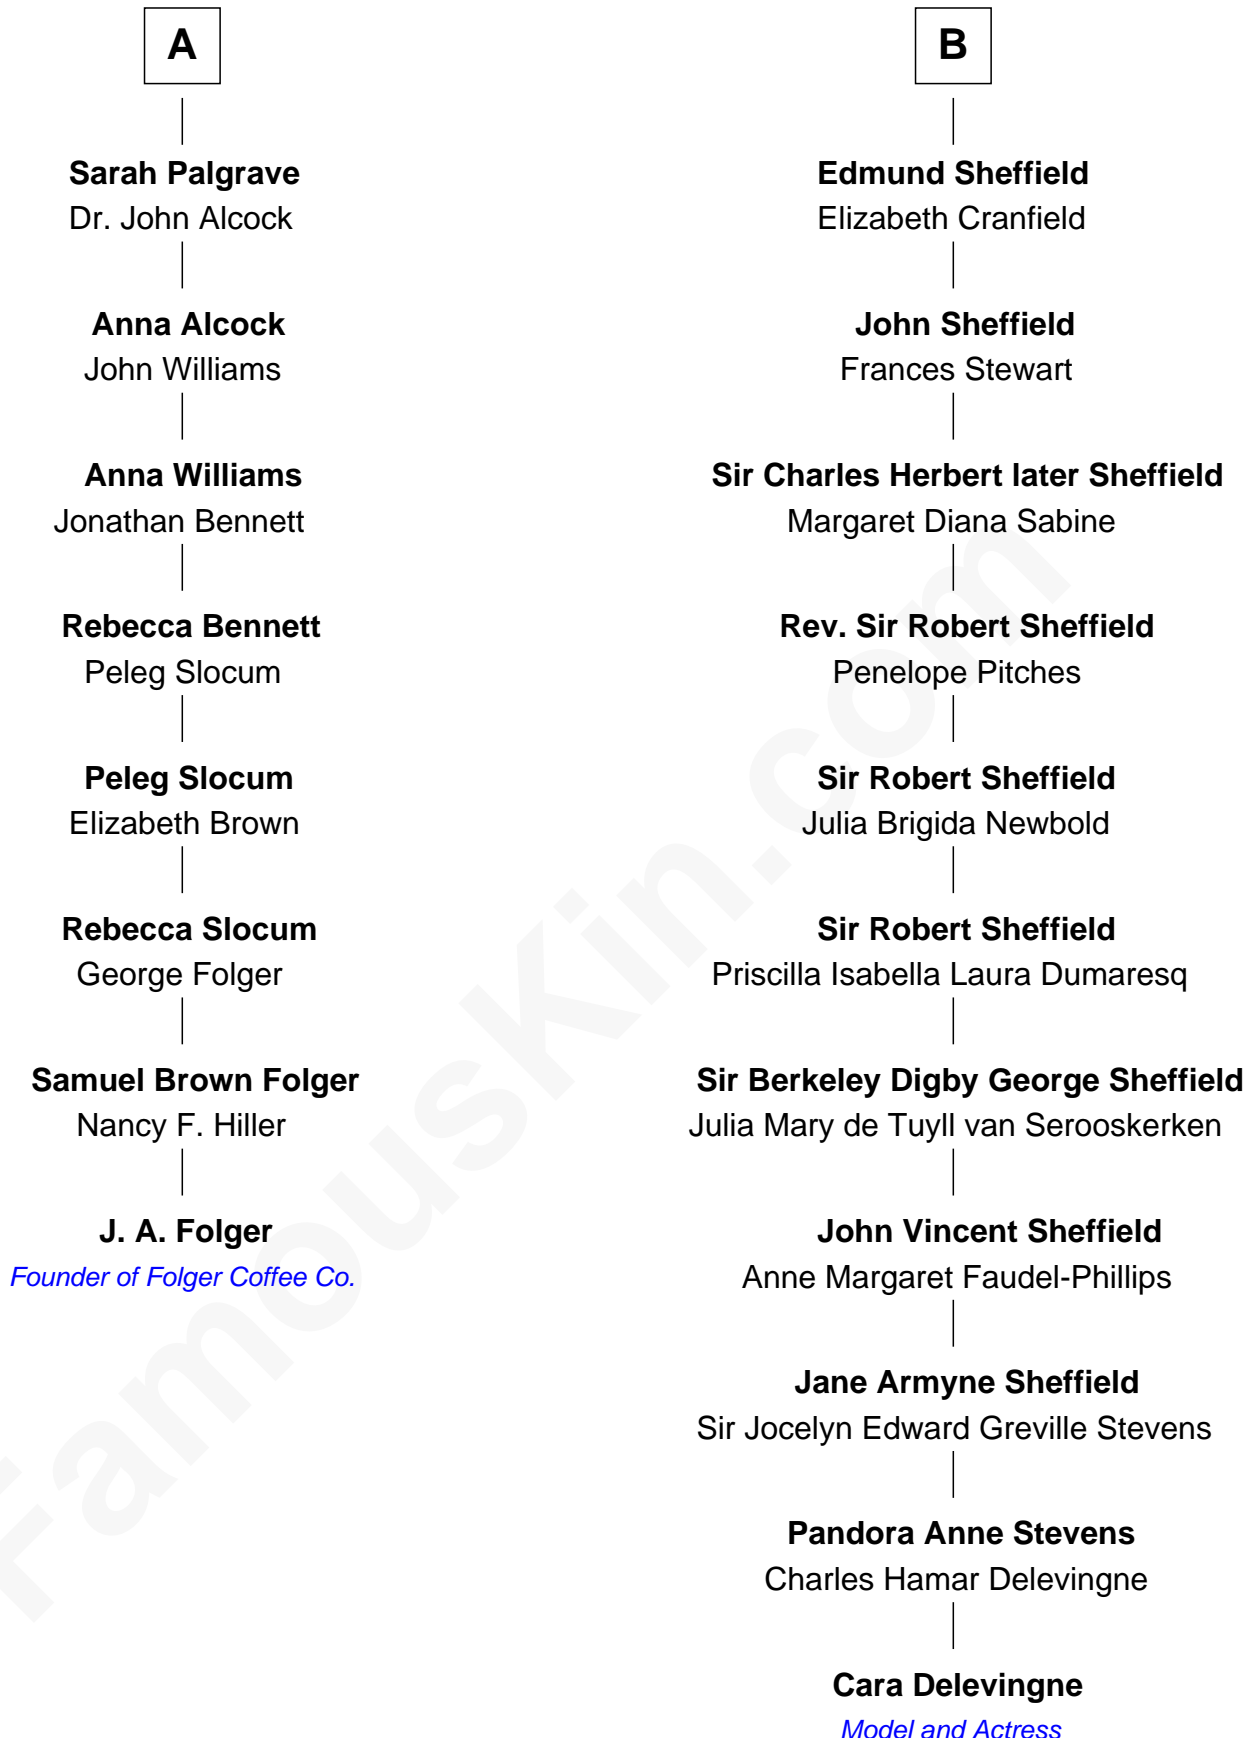 A
Sarah Palgrave
Dr. John Alcock
Anna Alcock
John Williams
Anna Williams
Jonathan Bennett
Rebecca Bennett
Peleg Slocum
Peleg Slocum
Elizabeth Brown
Rebecca Slocum
George Folger
Samuel Brown Folger
Nancy F. Hiller
J. A. Folger
Founder of Folger Coffee Co.
B
Edmund Sheffield
Elizabeth Cranfield
John Sheffield
Frances Stewart
Sir Charles Herbert later Sheffield
Margaret Diana Sabine
Rev. Sir Robert Sheffield
Penelope Pitches
Sir Robert Sheffield
Julia Brigida Newbold
Sir Robert Sheffield
Priscilla Isabella Laura Dumaresq
Sir Berkeley Digby George Sheffield
Julia Mary de Tuyll van Serooskerken
John Vincent Sheffield
Anne Margaret Faudel-Phillips
Jane Armyne Sheffield
Sir Jocelyn Edward Greville Stevens
Pandora Anne Stevens
Charles Hamar Delevingne
Cara Delevingne
Model and Actress
FamousKin.com